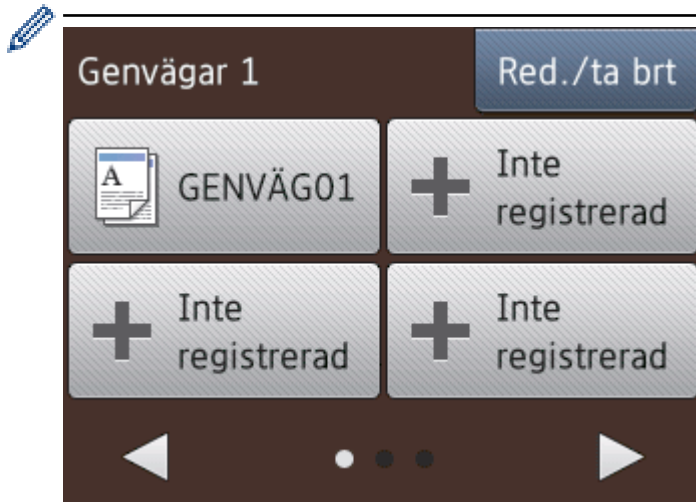 Genvägar 1
Red./ta brt
A
GENVÄG01
Inte
registrerad
Inte
registrerad
Inte
registrerad